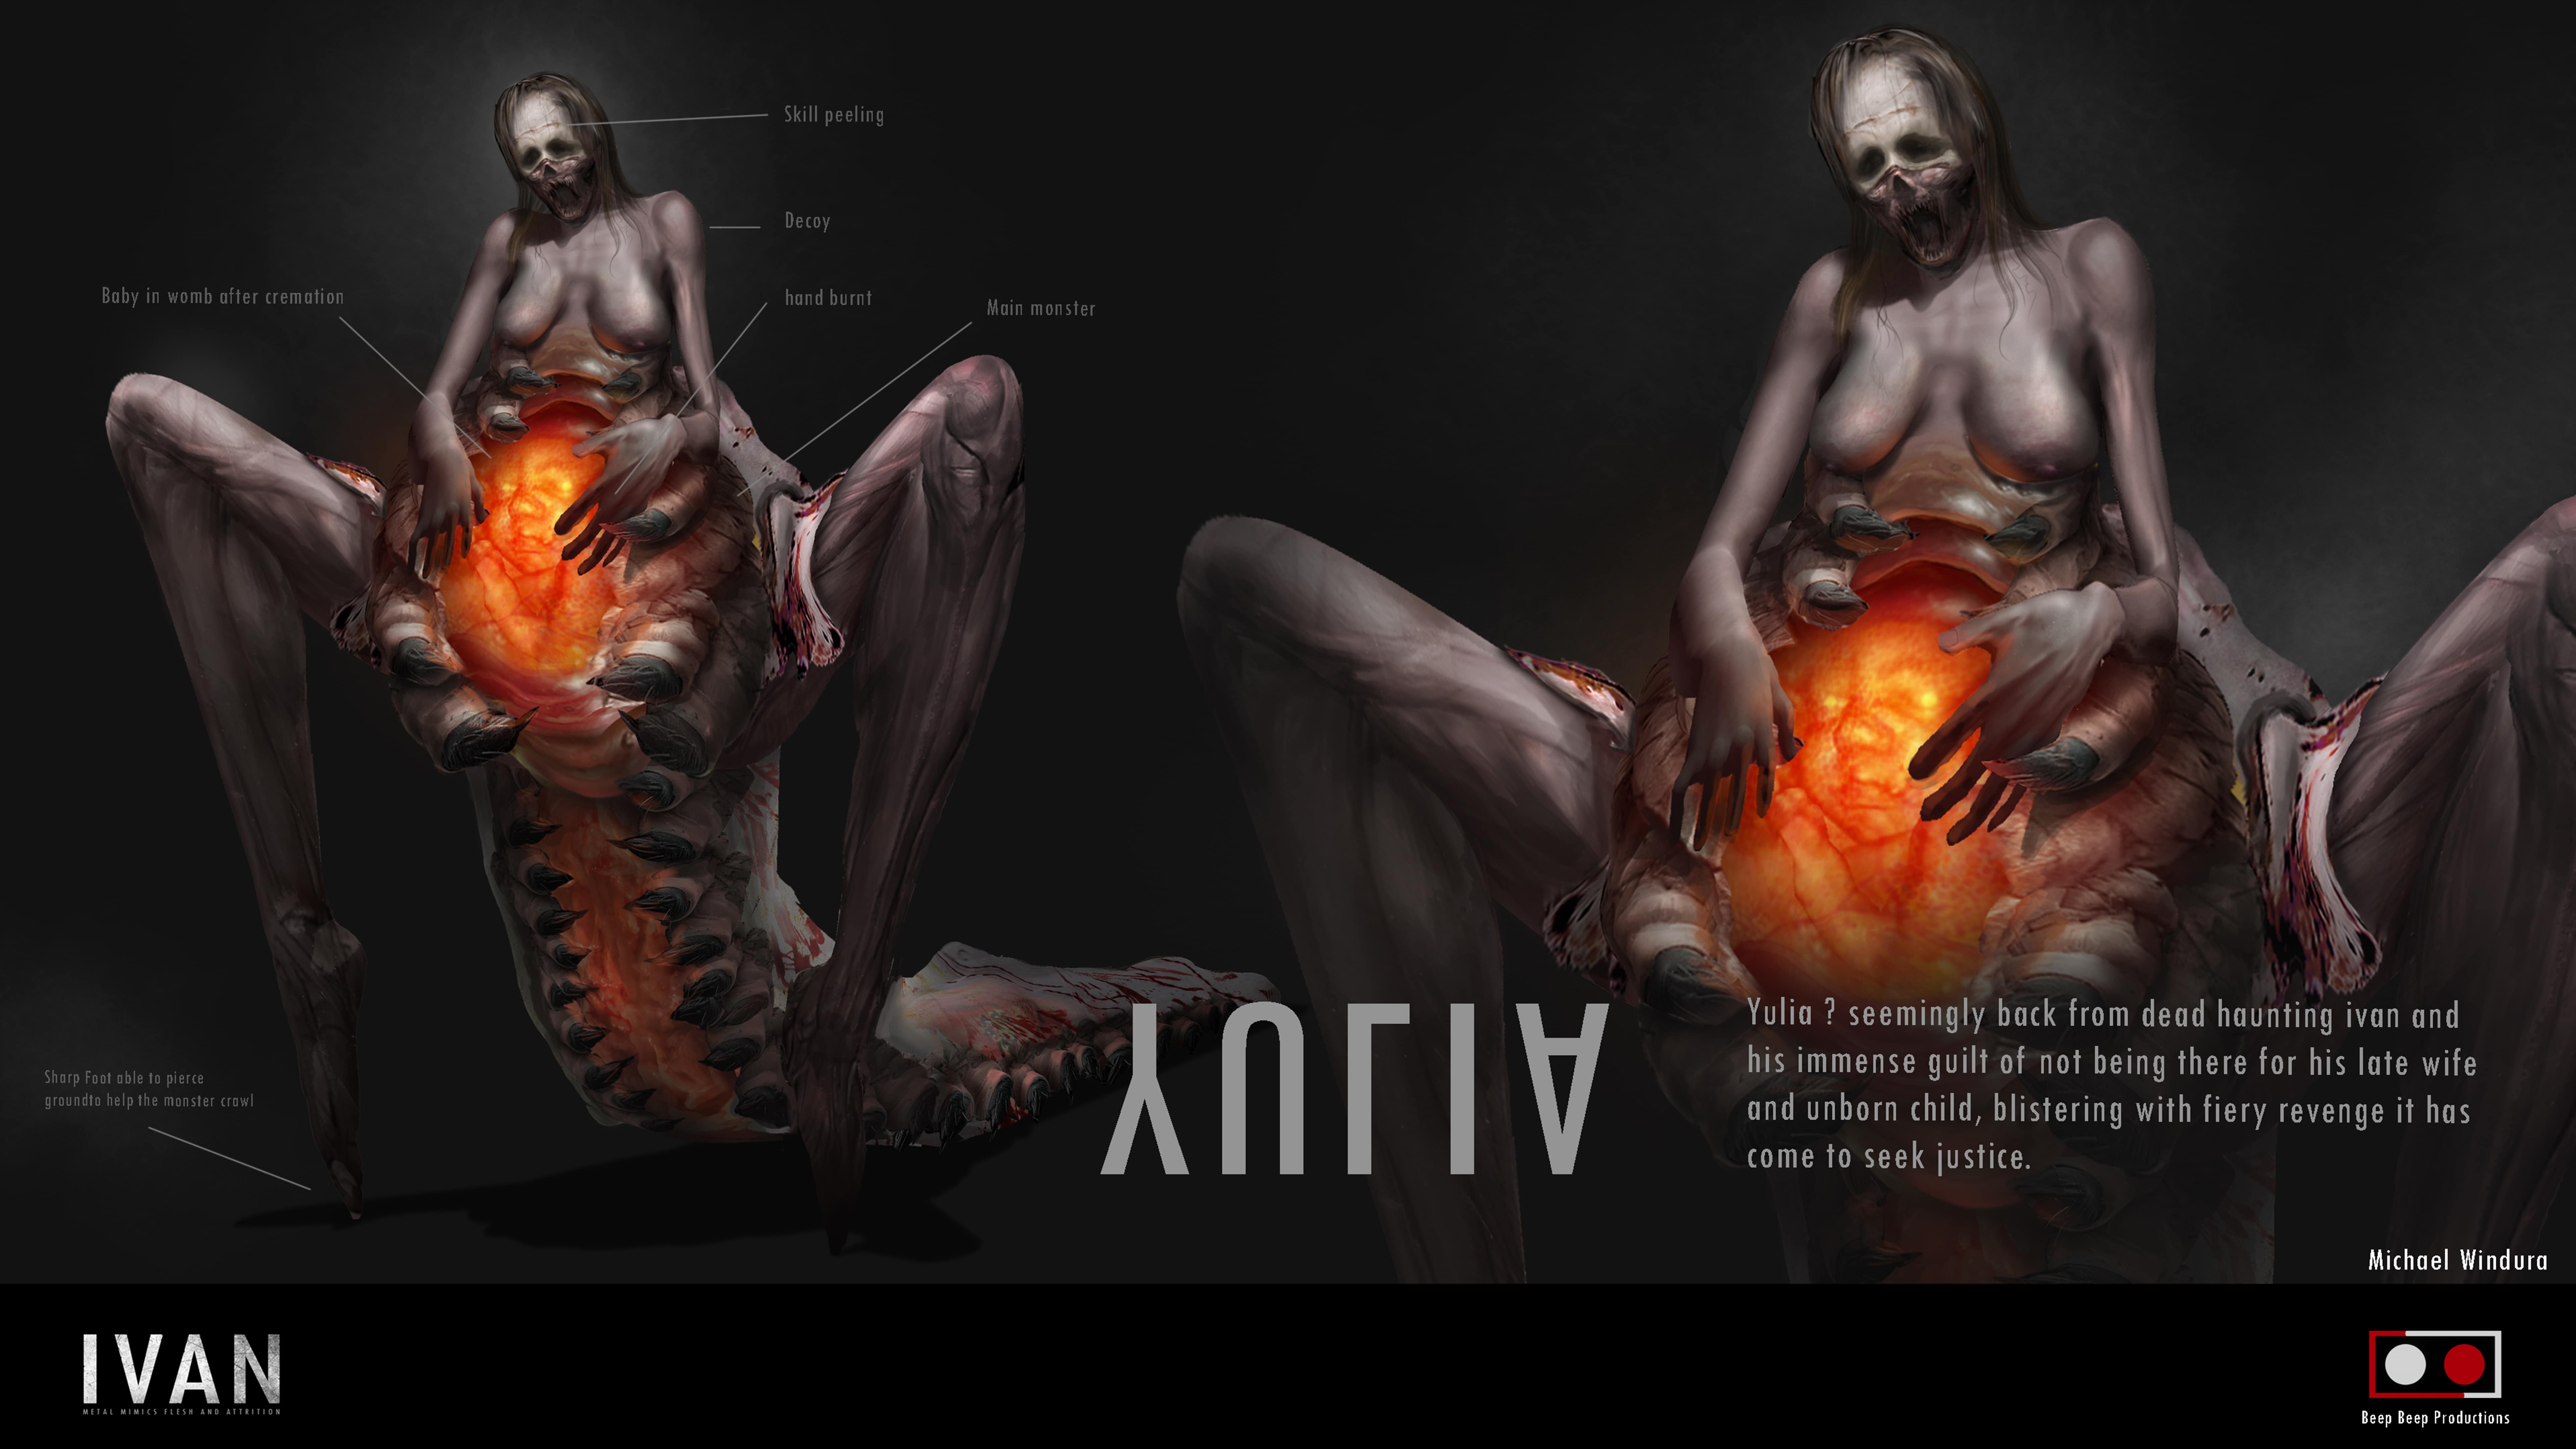 Skill peeling
Decoy
Baby in womb after cremation
hand burnt
Main monster
Sharp Foot able to pierce
groundto help the monster crawl
YULIA
Yulia ? seemingly back from dead haunting ivan and
his immense guilt of not being there for his late wife
and unborn child, blistering with fiery revenge it has
come to seek justice.
Michael Windura
IVAN
METAL MIMICS FLESH AND ATTRITION
Beep Beep Productions